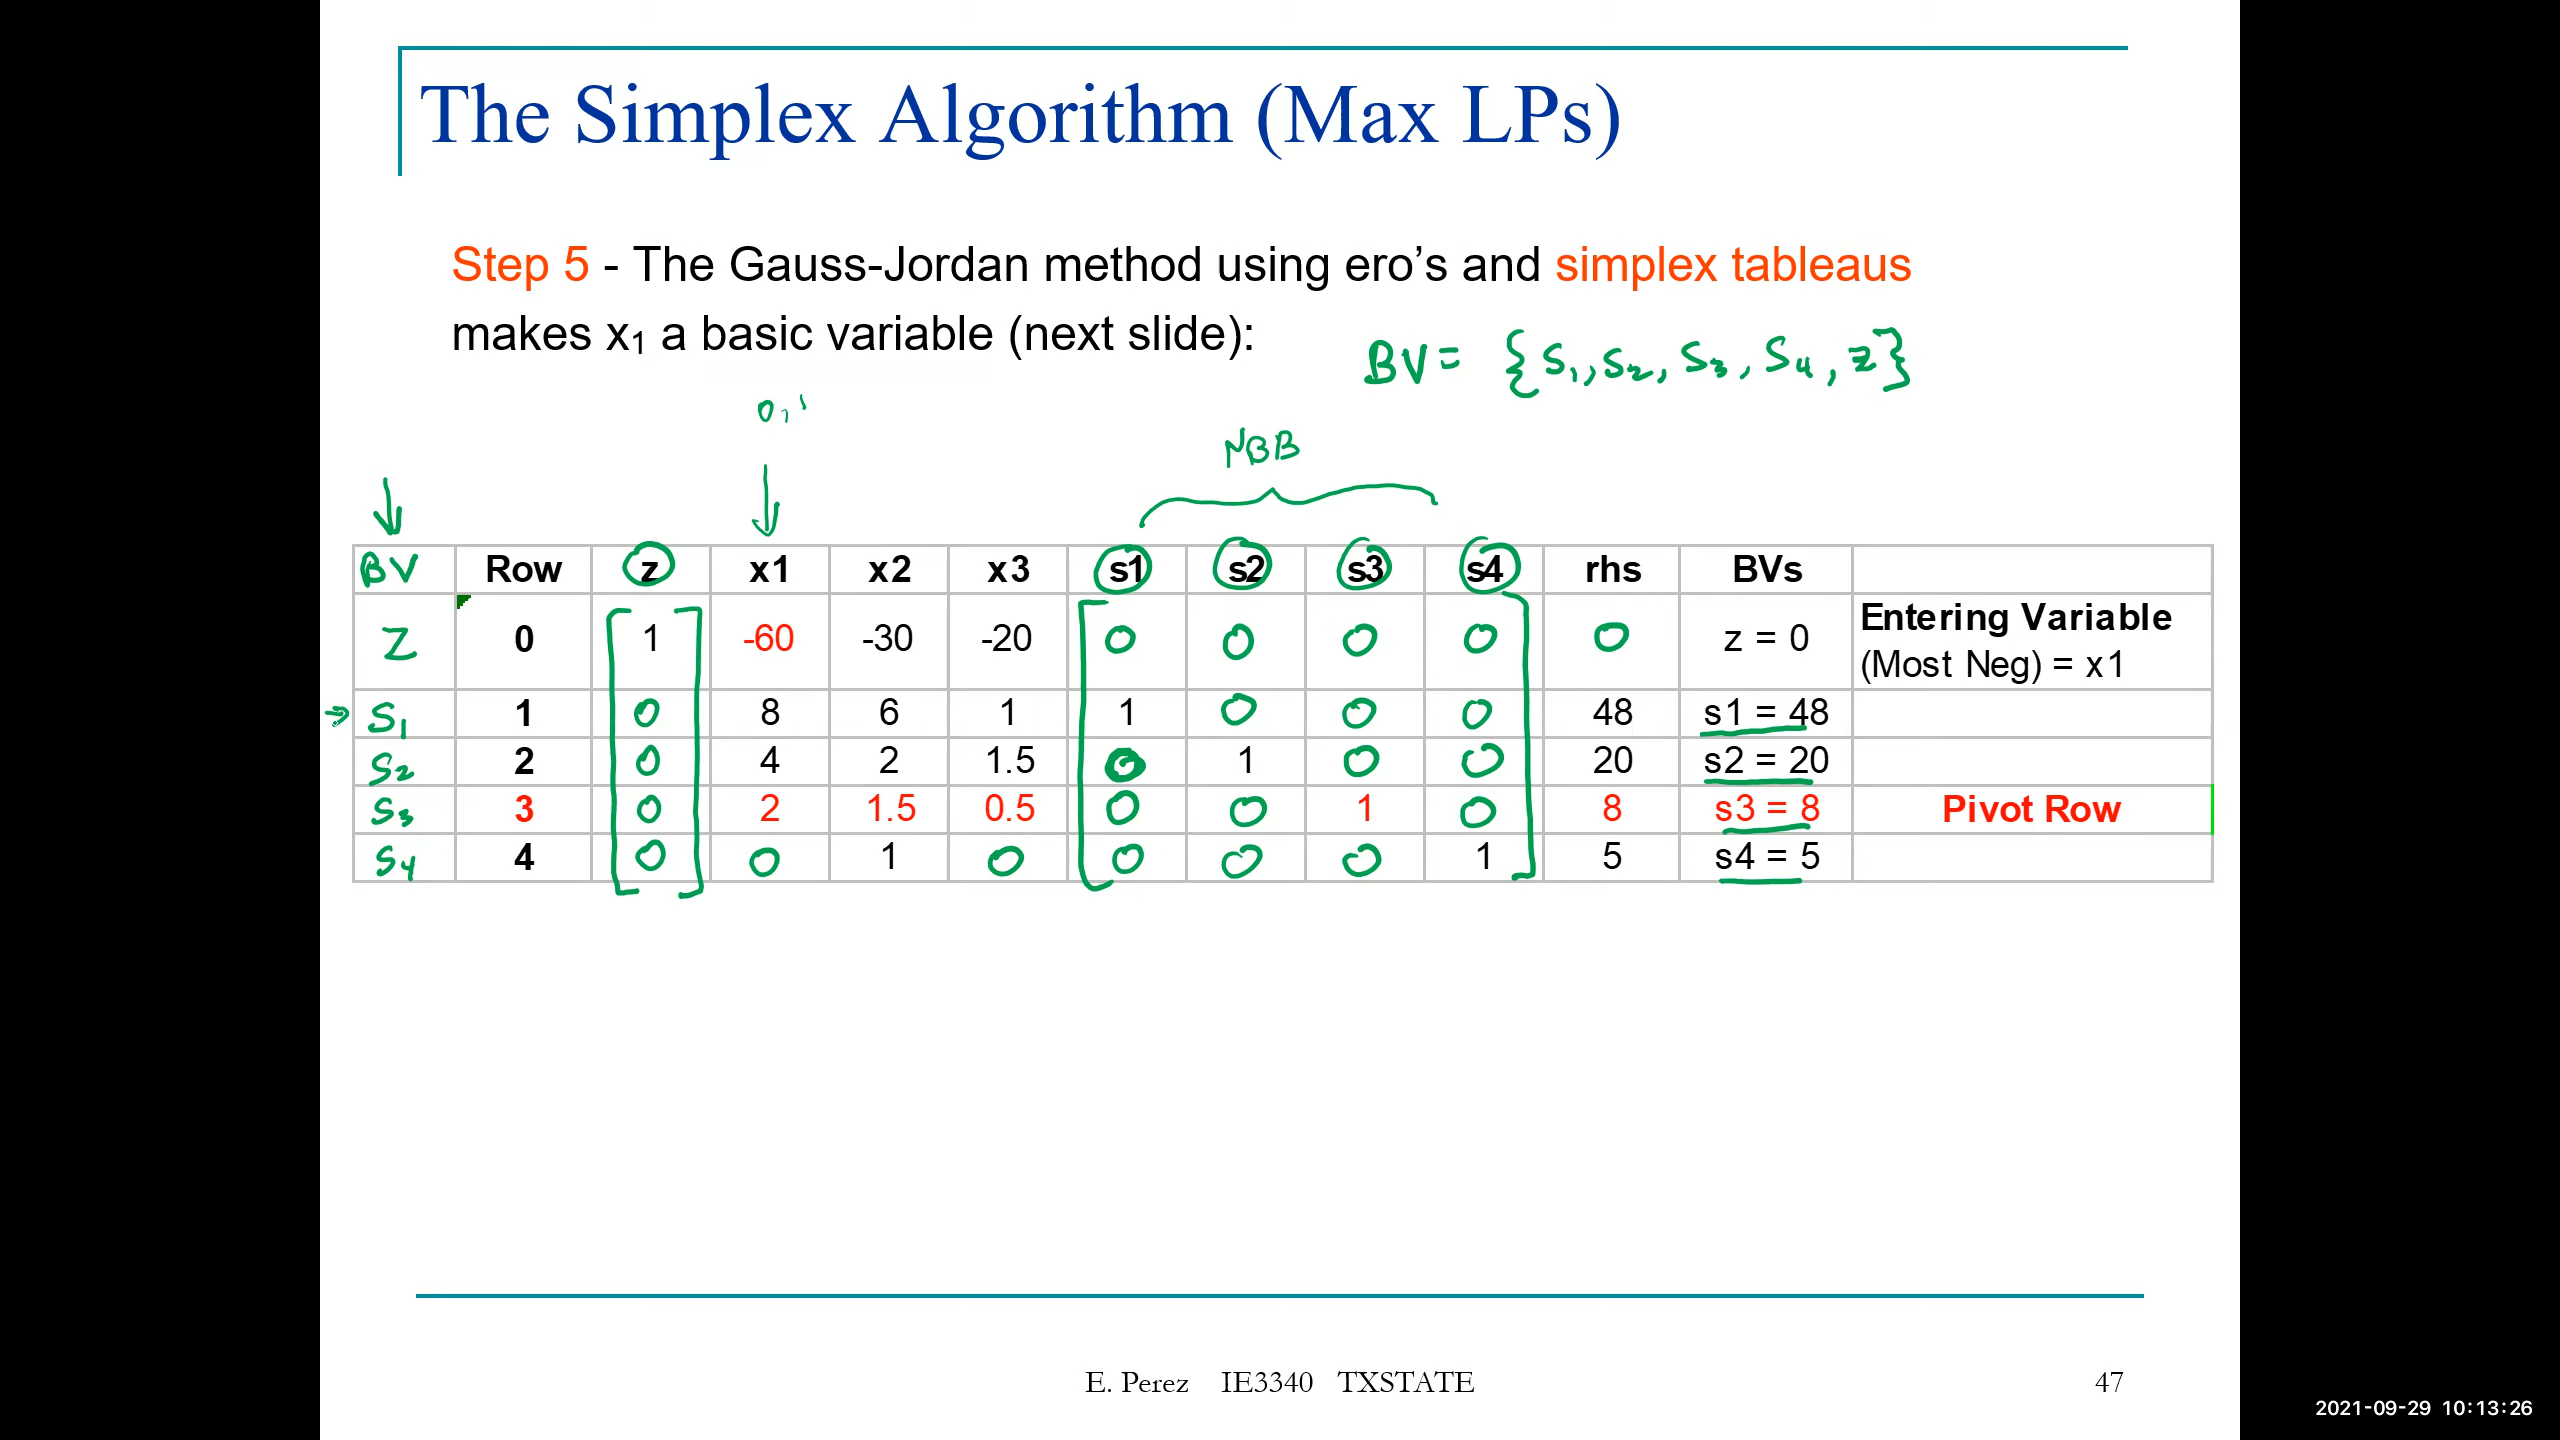 The Simplex Algorithm (Max LPs)
Step 5 - The Gauss-Jordan method using ero's and simplex tableaus
makes x₁ a basic variable (next slide):
BV = {S₁, S₂, S₃, S₄, z}
0, 1
NBB
BV Row z x1 x2 x3 s1 s2 s3 s4 rhs BVs
Z 0 1 -60 -30 -20 0 0 0 0 0 z = 0 Entering Variable
(Most Neg) = x1
S₁ 1 0 8 6 1 1 0 0 0 48 s1 = 48
S₂ 2 0 4 2 1.5 0 1 0 0 20 s2 = 20
S₃ 3 0 2 1.5 0.5 0 0 1 0 8 s3 = 8 Pivot Row
S₄ 4 0 0 1 0 0 0 0 1 5 s4 = 5
E. Perez IE3340 TXSTATE
47
2021-09-29 10:13:26